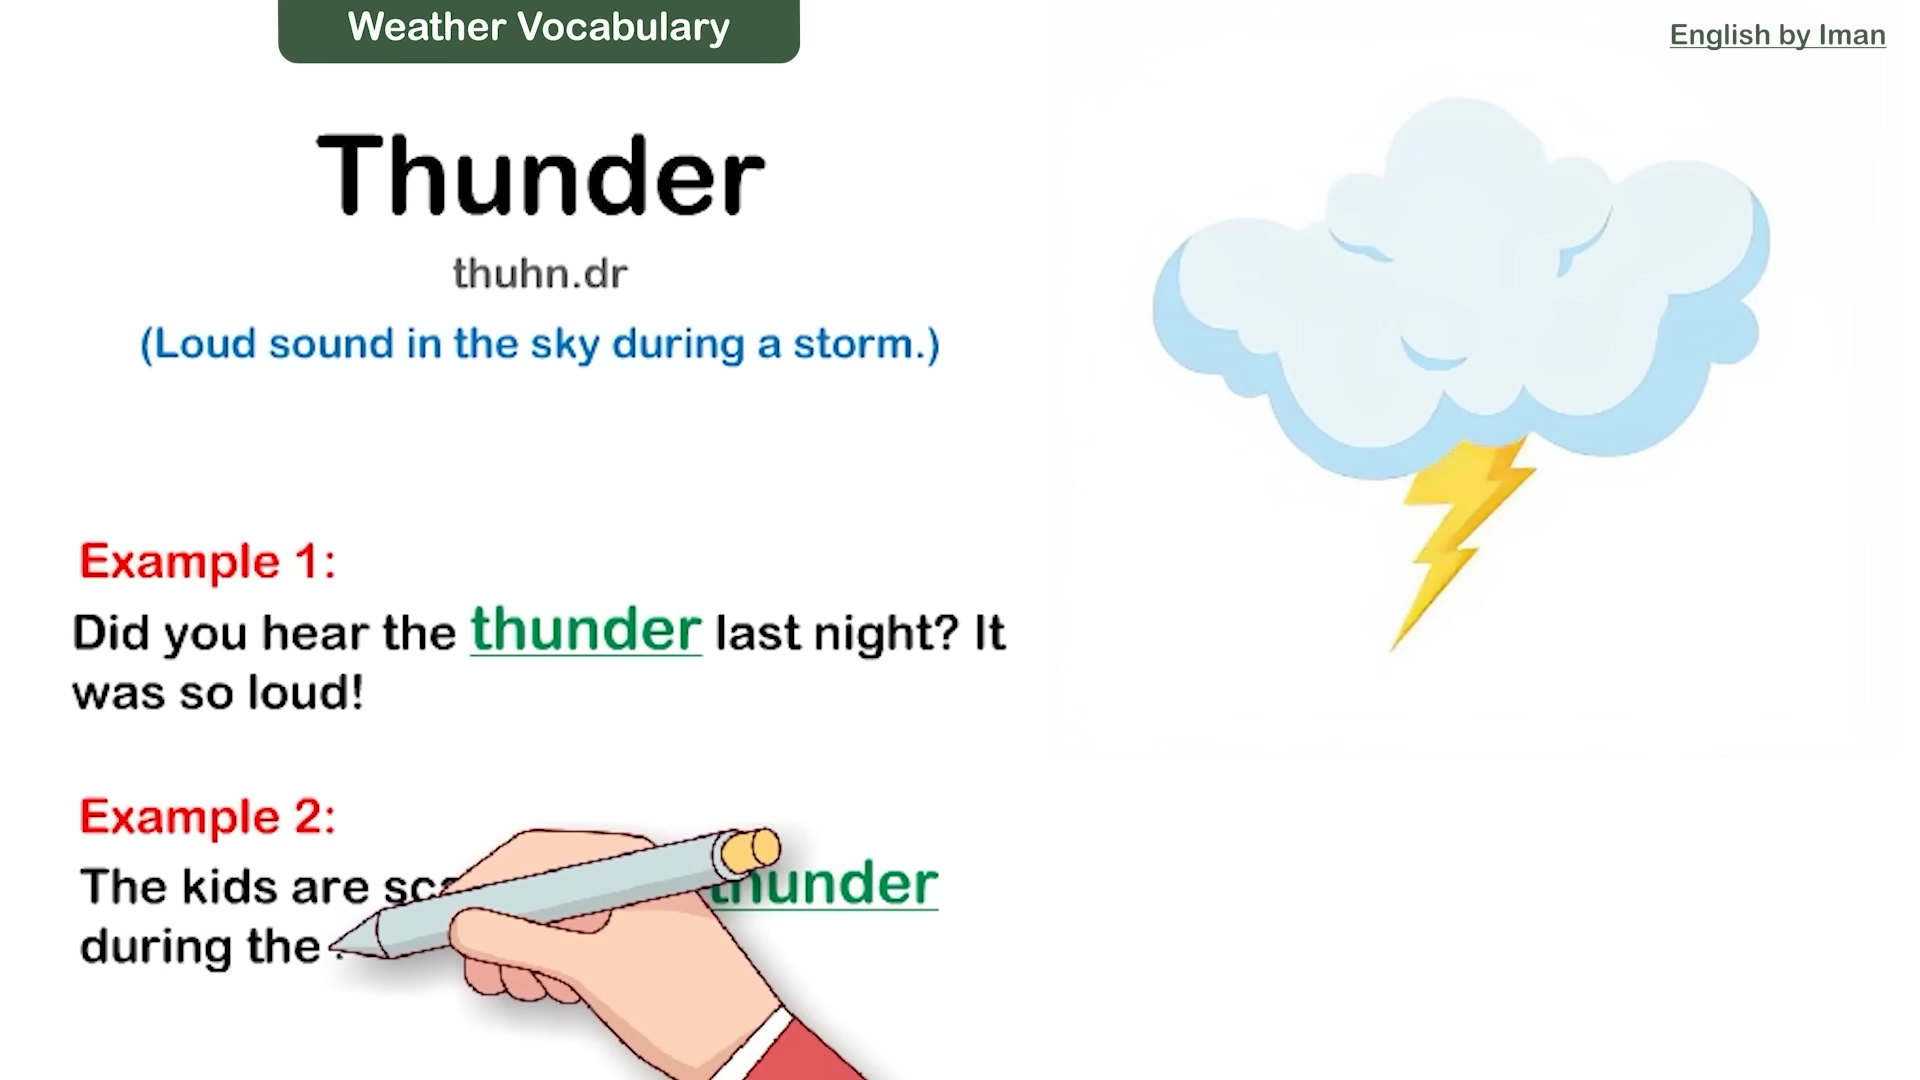 Weather Vocabulary
English by Iman
Thunder
thuhn.dr
(Loud sound in the sky during a storm.)
Example 1:
Did you hear the thunder last night? It
was so loud!
Example 2:
The kids are thunder
during the